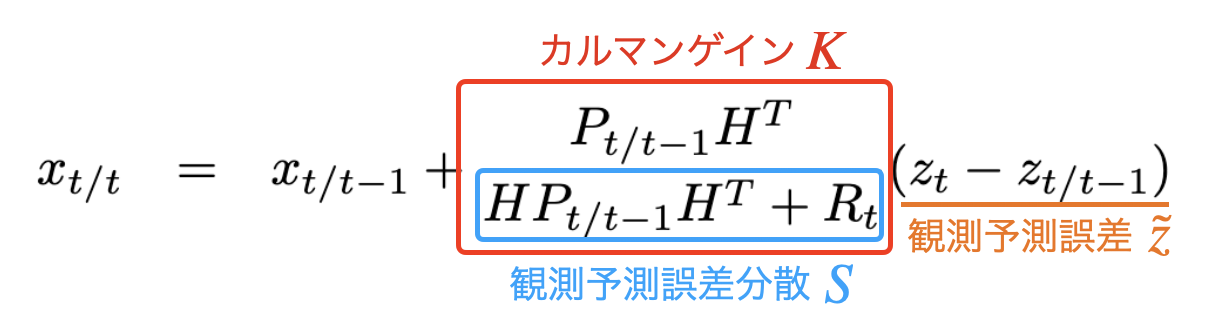 カルマンゲイン K
x_{t/t} = x_{t/t-1} + \frac{P_{t/t-1}H^T}{HP_{t/t-1}H^T + R_t}(z_t - z_{t/t-1})
観測予測誤差 \tilde{z}
観測予測誤差分散 S